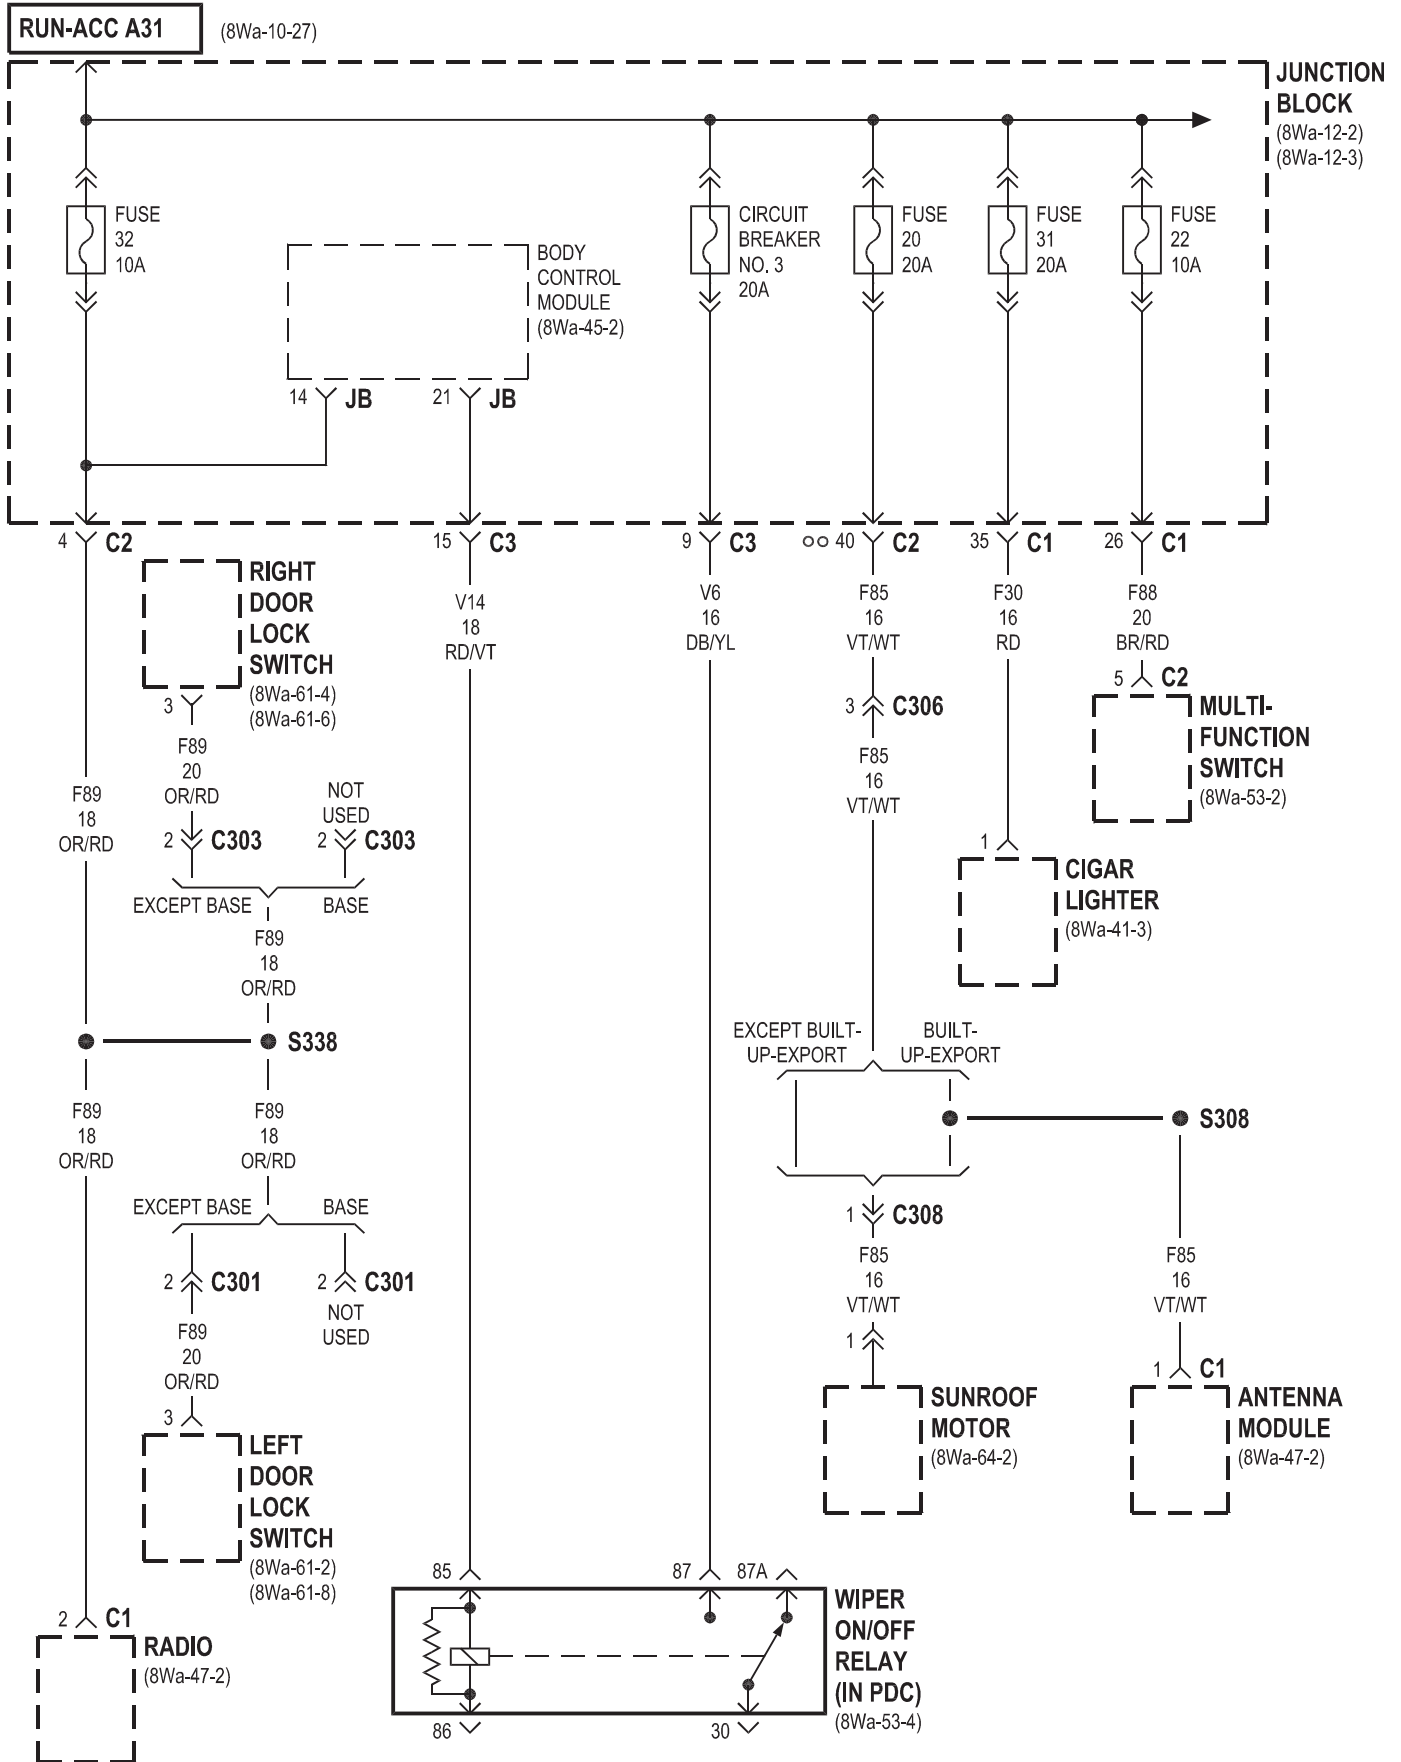 RUN-ACC A31
(8Wa-10-27)
JUNCTION
BLOCK
(8Wa-12-2)
(8Wa-12-3)
FUSE
32
10A
BODY
CONTROL
MODULE
(8Wa-45-2)
CIRCUIT
BREAKER
NO. 3
20A
FUSE
20
20A
FUSE
31
20A
FUSE
22
10A
14 JB
21 JB
4 C2
15 C3
9 C3
40 C2
35 C1
26 C1
RIGHT
DOOR
LOCK
SWITCH
(8Wa-61-4)
(8Wa-61-6)
3
F89
20
OR/RD
V14
18
RD/VT
V6
16
DB/YL
F85
16
VT/WT
F30
16
RD
F88
20
BR/RD
5 C2
MULTI-
FUNCTION
SWITCH
(8Wa-53-2)
3 C306
F85
16
VT/WT
F89
18
OR/RD
NOT
USED
2 C303
2 C303
EXCEPT BASE
BASE
1
CIGAR
LIGHTER
(8Wa-41-3)
F89
18
OR/RD
S338
EXCEPT BUILT-
UP-EXPORT
BUILT-
UP-EXPORT
S308
F89
18
OR/RD
F89
18
OR/RD
EXCEPT BASE
BASE
1 C308
2 C301
2 C301
NOT
USED
F85
16
VT/WT
F85
16
VT/WT
F89
20
OR/RD
1
1 C1
3
SUNROOF
MOTOR
(8Wa-64-2)
ANTENNA
MODULE
(8Wa-47-2)
LEFT
DOOR
LOCK
SWITCH
(8Wa-61-2)
(8Wa-61-8)
85
87
87A
2 C1
RADIO
(8Wa-47-2)
WIPER
ON/OFF
RELAY
(IN PDC)
(8Wa-53-4)
86
30